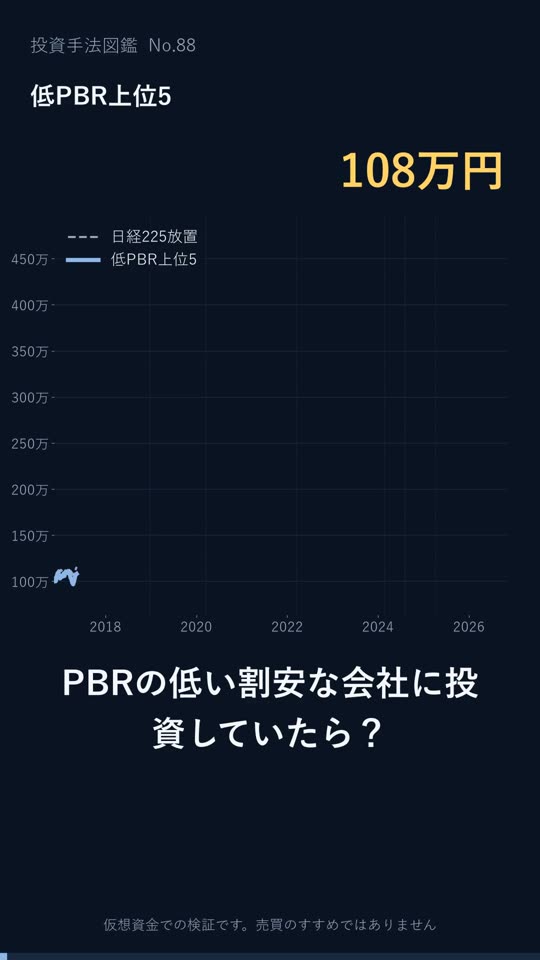 投資手法図鑑 No.88
低PBR上位5
108万円
日経225放置
低PBR上位5
450万
400万
350万
300万
250万
200万
150万
100万
2018 2020 2022 2024 2026
PBRの低い割安な会社に投
資していたら？
仮想資金での検証です。売買のすすめではありません